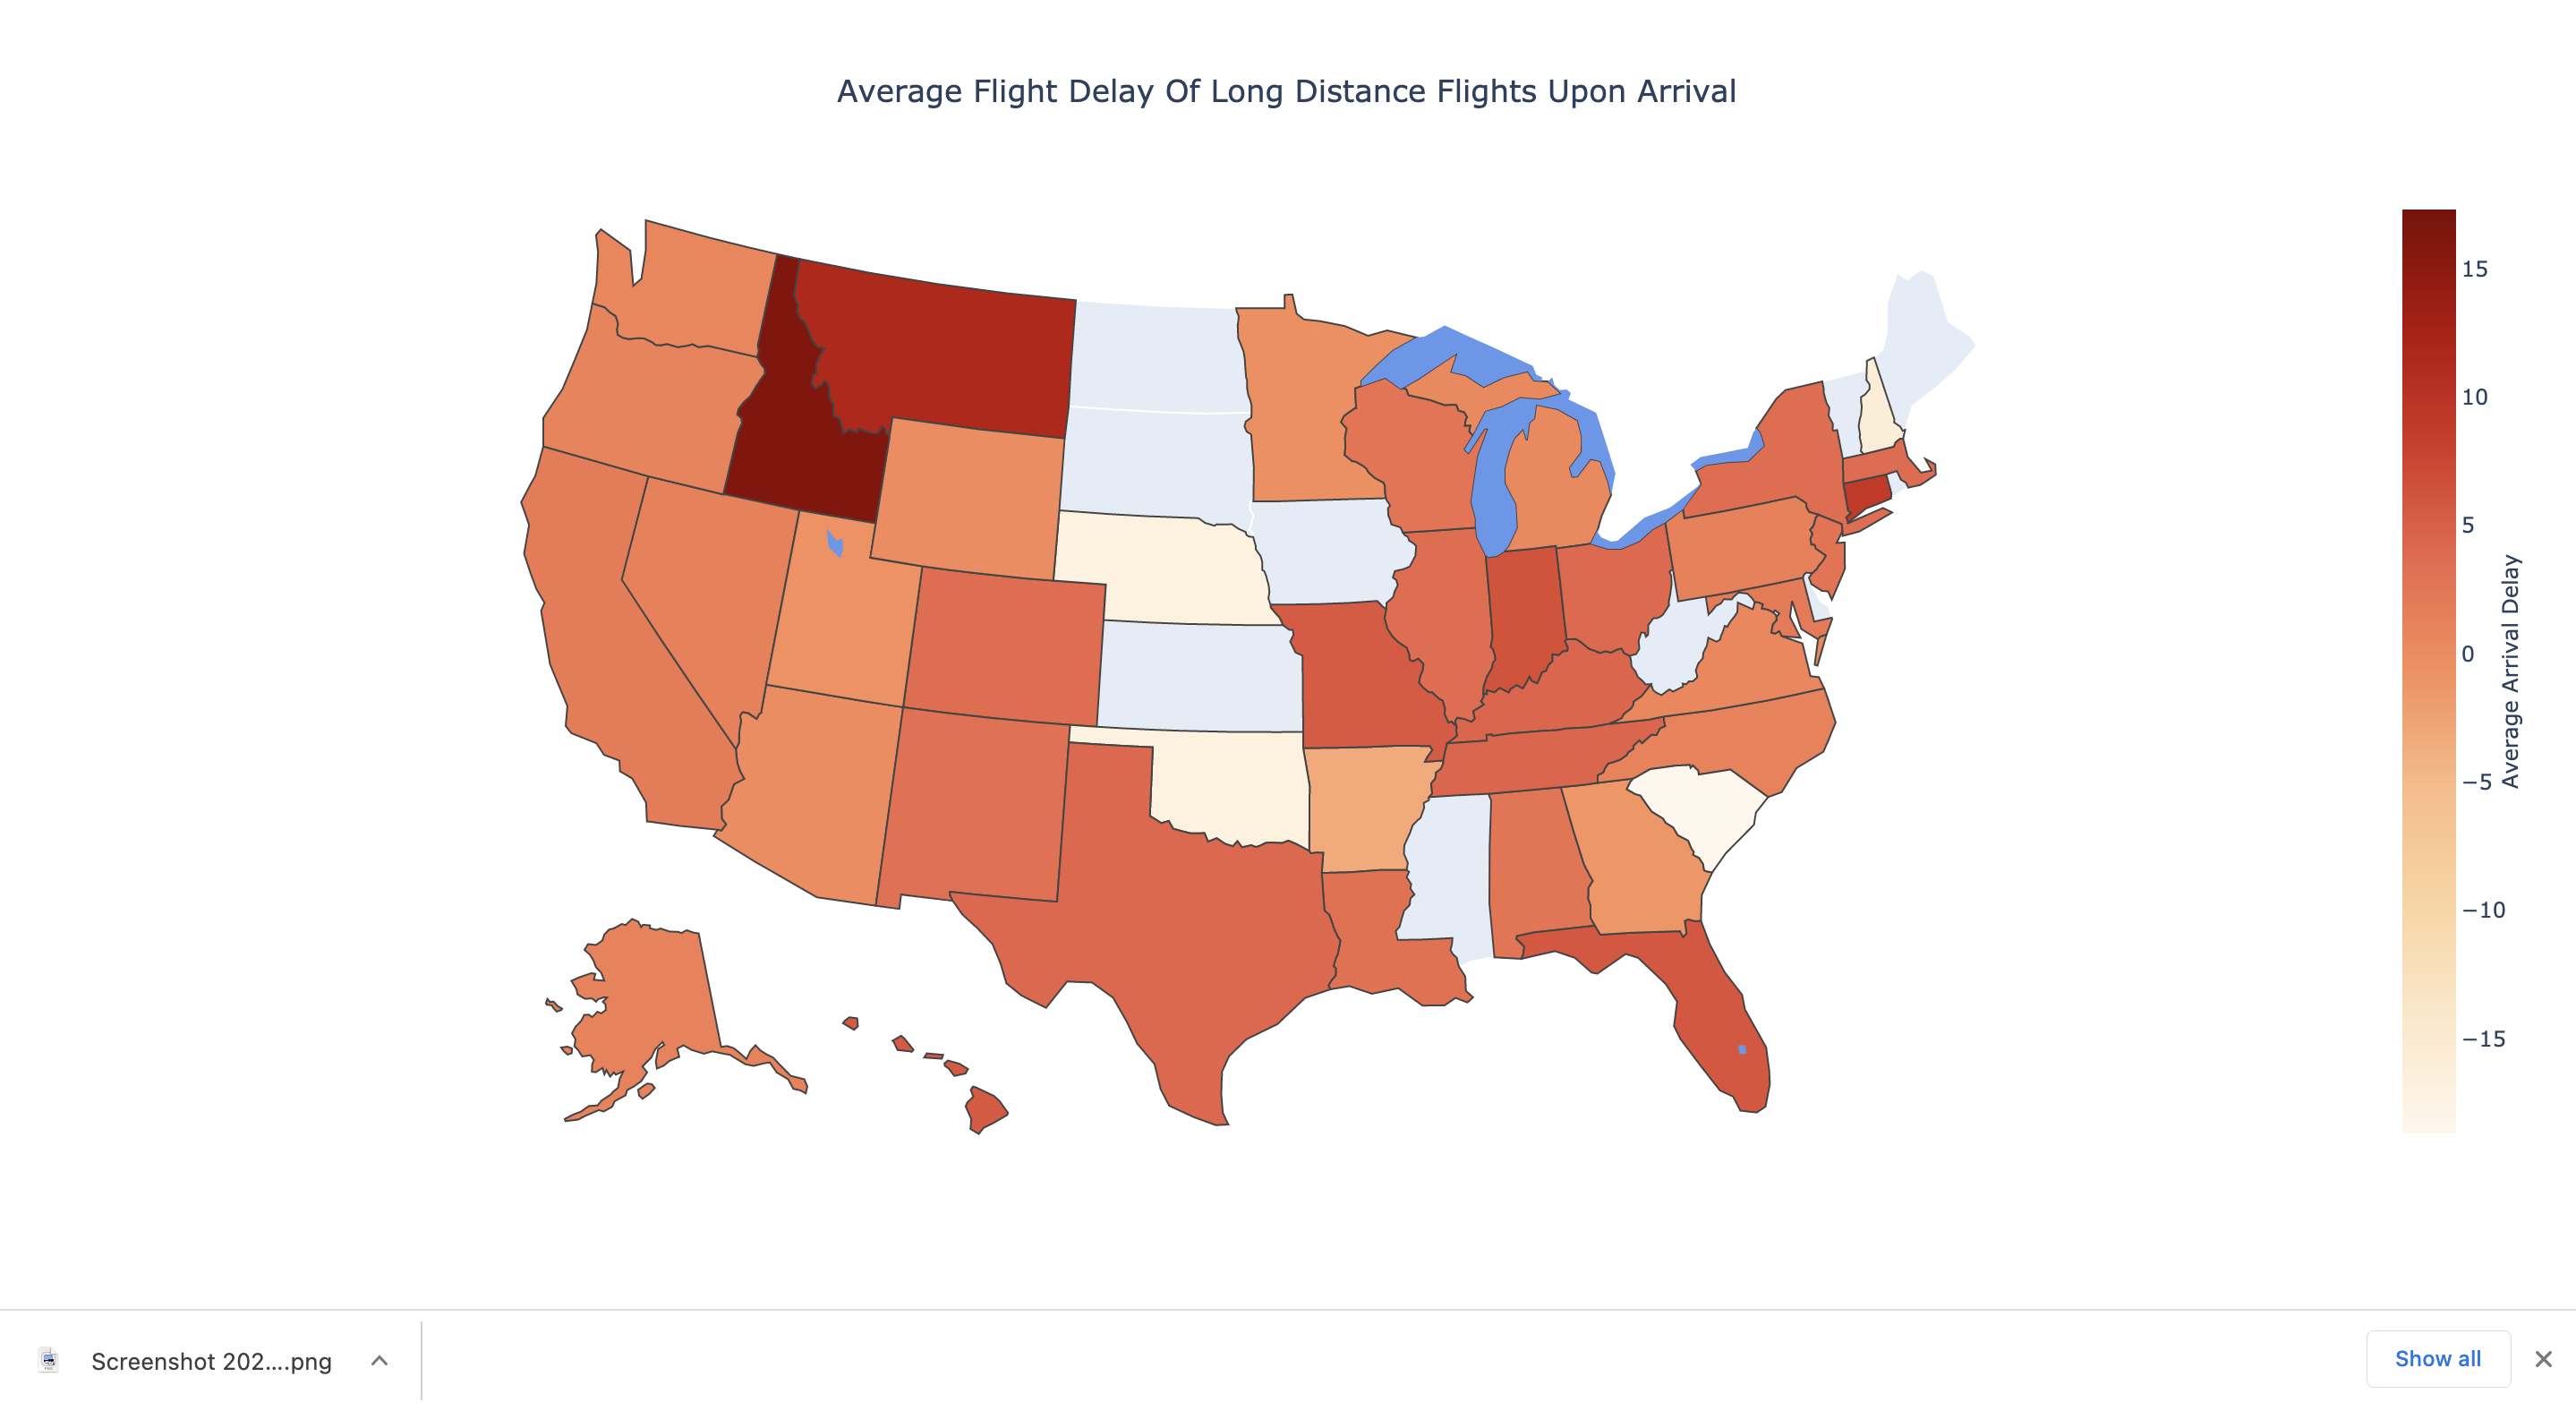 Average Flight Delay Of Long Distance Flights Upon Arrival
15
10
5
0
−5
−10
−15
Average Arrival Delay
Screenshot 202....png
Show all